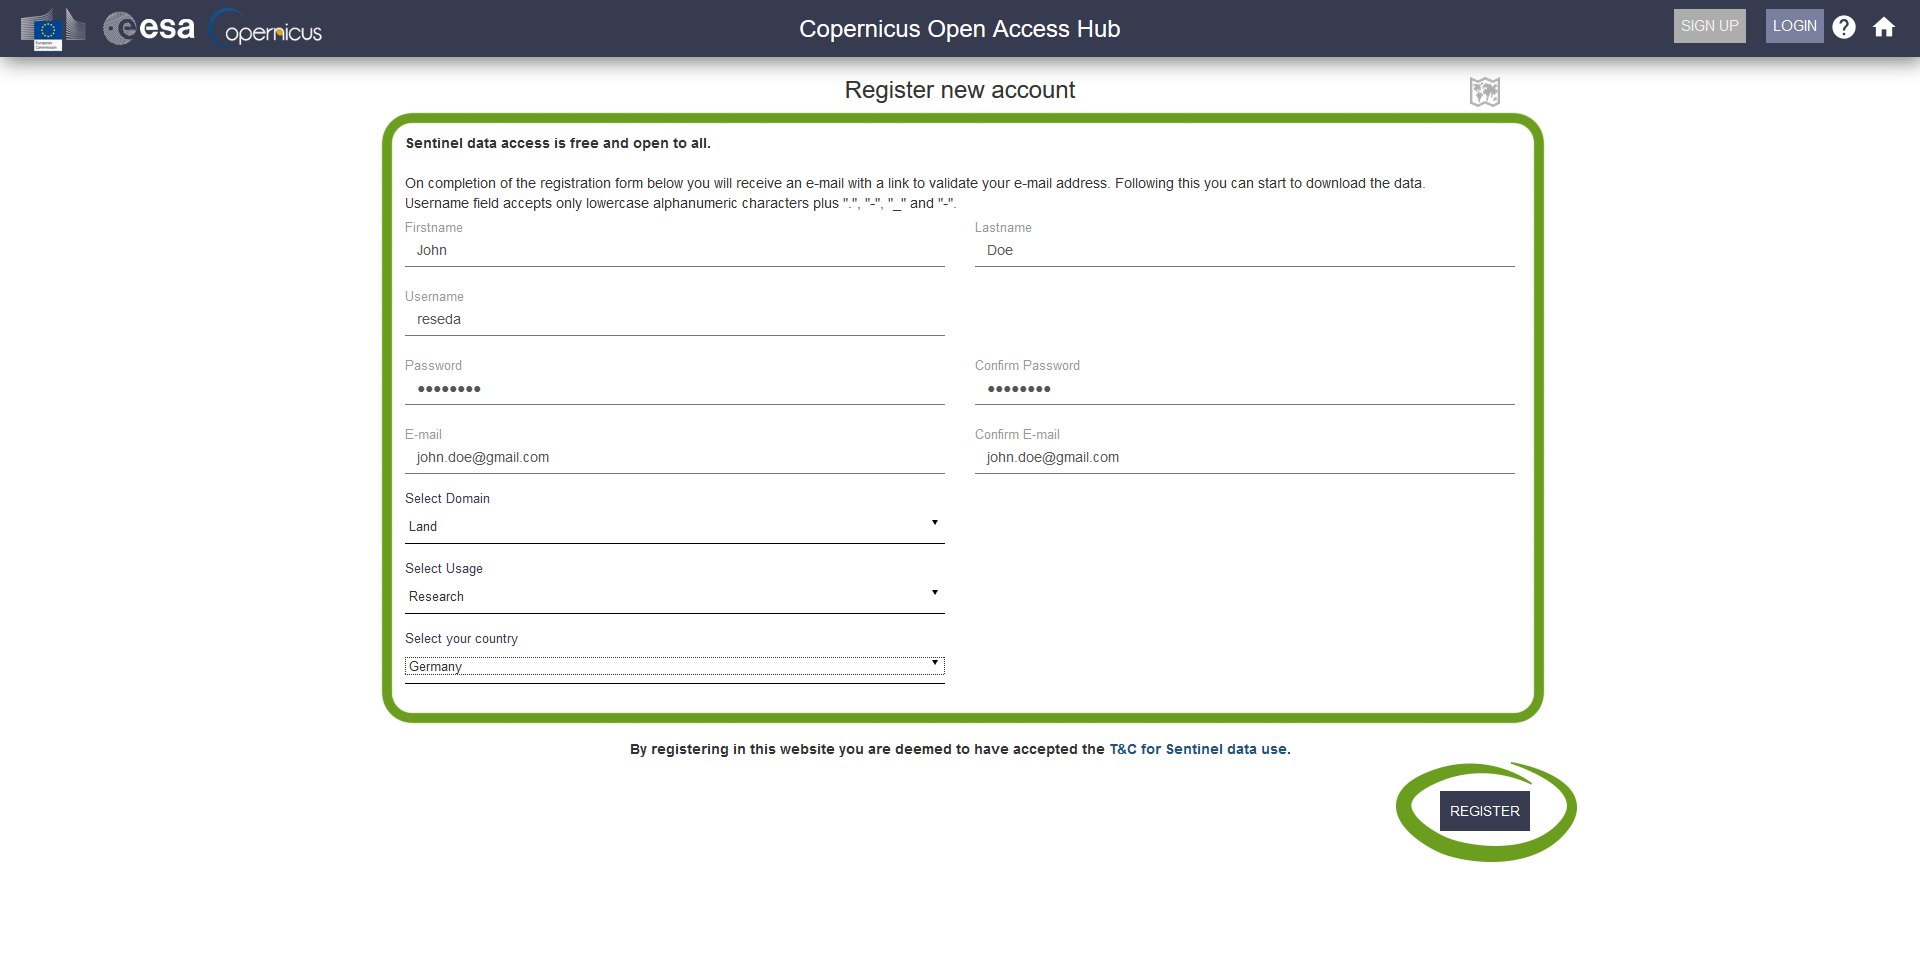 European Commission
esa
opernicus
Copernicus Open Access Hub
SIGN UP
LOGIN
?
Register new account
Sentinel data access is free and open to all.
On completion of the registration form below you will receive an e-mail with a link to validate your e-mail address. Following this you can start to download the data.
Username field accepts only lowercase alphanumeric characters plus ".", "-", "_" and "-".
Firstname
John
Lastname
Doe
Username
reseda
Password
••••••••
Confirm Password
••••••••
E-mail
john.doe@gmail.com
Confirm E-mail
john.doe@gmail.com
Select Domain
Land
Select Usage
Research
Select your country
Germany
By registering in this website you are deemed to have accepted the T&C for Sentinel data use.
REGISTER